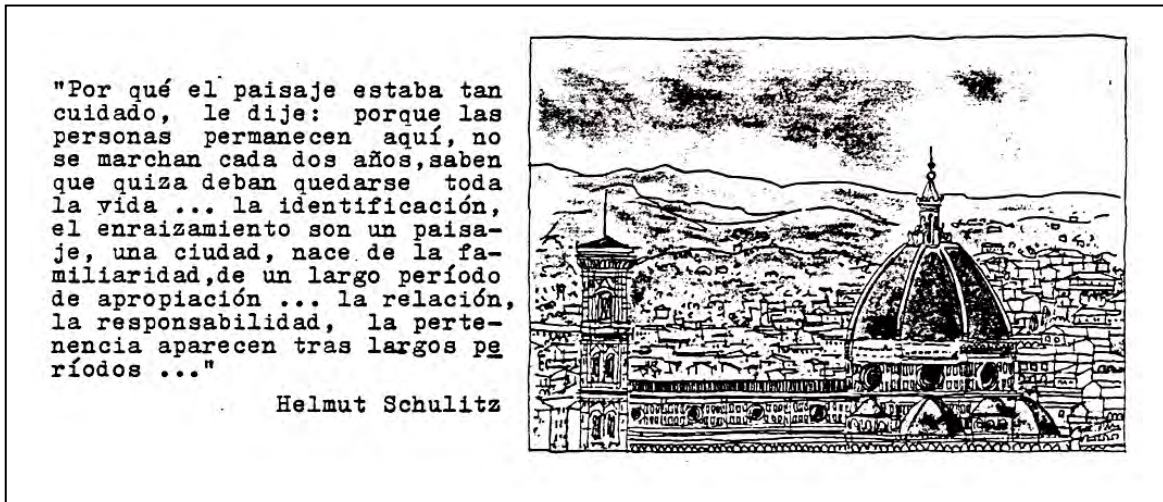 "Por qué el paisaje estaba tan
cuidado, le dije: porque las
personas permanecen aquí, no
se marchan cada dos años,saben
que quiza deban quedarse toda
la vida ... la identificación,
el enraizamiento son un paisa-
je, una ciudad, nace de la fa-
miliaridad,de un largo período
de apropiación ... la relación,
la responsabilidad, la perte-
nencia aparecen tras largos pe
ríodos ..."
Helmut Schulitz